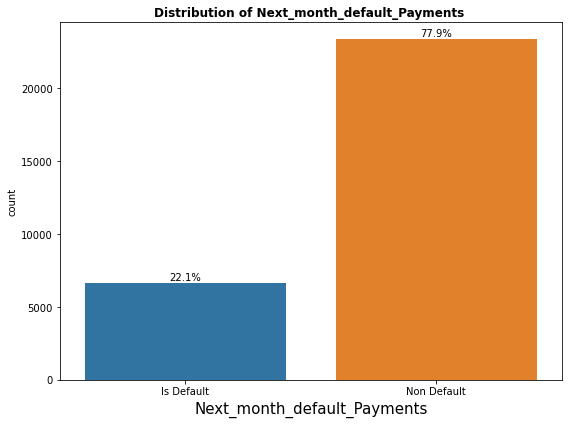 Distribution of Next_month_default_Payments
77.9%
22.1%
count
20000
15000
10000
5000
0
Is Default
Non Default
Next_month_default_Payments